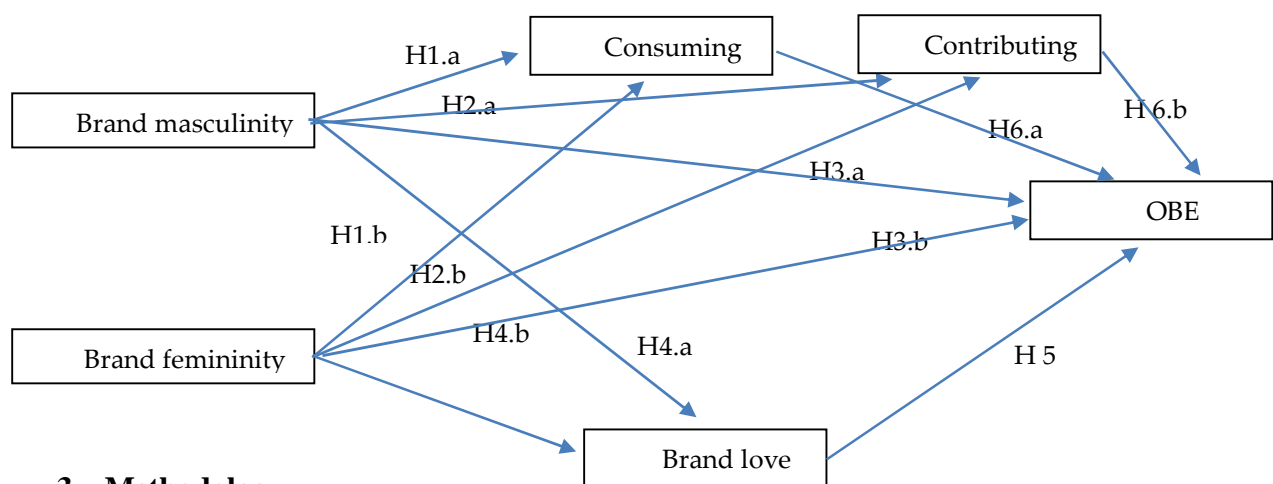 Consuming
Contributing
H1.a
H2.a
H 6.b
Brand masculinity
H6.a
H3.a
OBE
H1.b
H3.b
H2.b
H4.b
H4.a
H 5
Brand femininity
Brand love